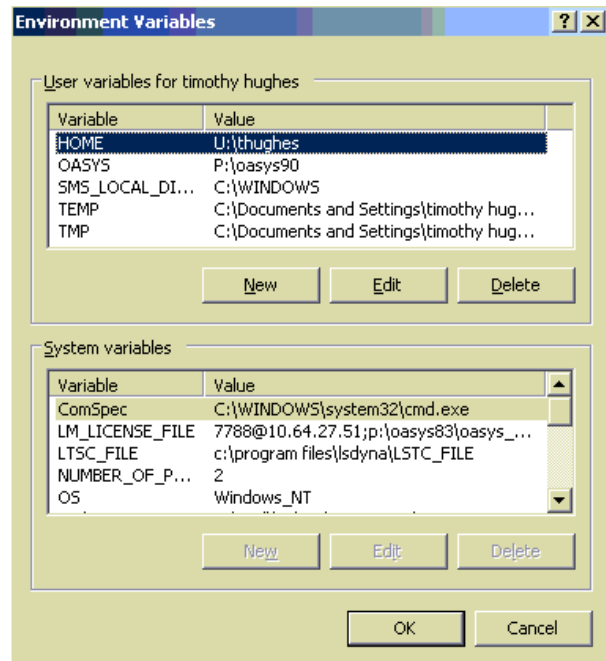 Environment Variables
User variables for timothy hughes
Variable Value
HOME U:\thughes
OASYS P:\oasys90
SMS_LOCAL_DI... C:\WINDOWS
TEMP C:\Documents and Settings\timothy hug...
TMP C:\Documents and Settings\timothy hug...
New Edit Delete
System variables
Variable Value
ComSpec C:\WINDOWS\system32\cmd.exe
LM_LICENSE_FILE 7788@10.64.27.51;p:\oasys83\oasys_...
LTSC_FILE c:\program files\lsdyna\LSTC_FILE
NUMBER_OF_P... 2
OS Windows_NT
New Edit Delete
OK Cancel